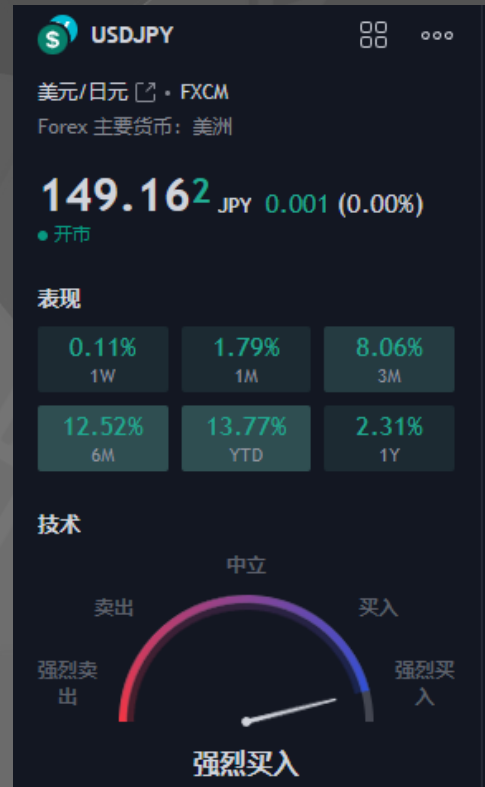 $ USDJPY
美元/日元 • FXCM
Forex 主要货币：美洲
149.162 JPY 0.001 (0.00%)
开市
表现
0.11% 1.79% 8.06%
1W 1M 3M
12.52% 13.77% 2.31%
6M YTD 1Y
技术
中立
卖出 买入
强烈卖 强烈买
出 入
强烈买入